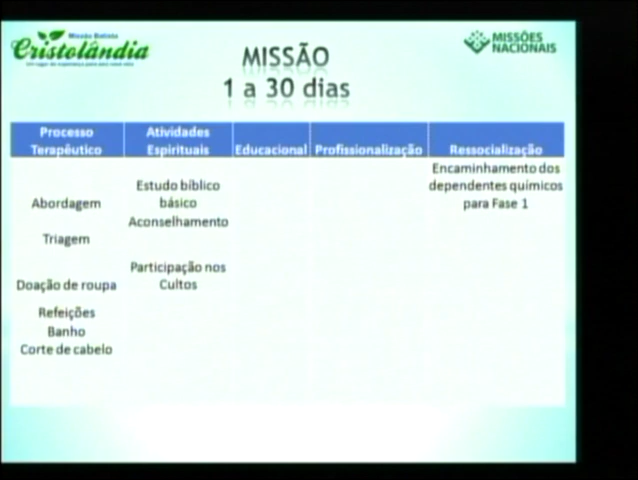 Missão Batista
Cristolândia
MISSÕES
NACIONAIS
MISSÃO
1 a 30 dias
Processo
Terapêutico
Atividades
Espirituais
Educacional
Profissionalização
Ressocialização
Abordagem
Triagem
Doação de roupa
Refeições
Banho
Corte de cabelo
Estudo bíblico
básico
Aconselhamento
Participação nos
Cultos
Encaminhamento dos
dependentes químicos
para Fase 1